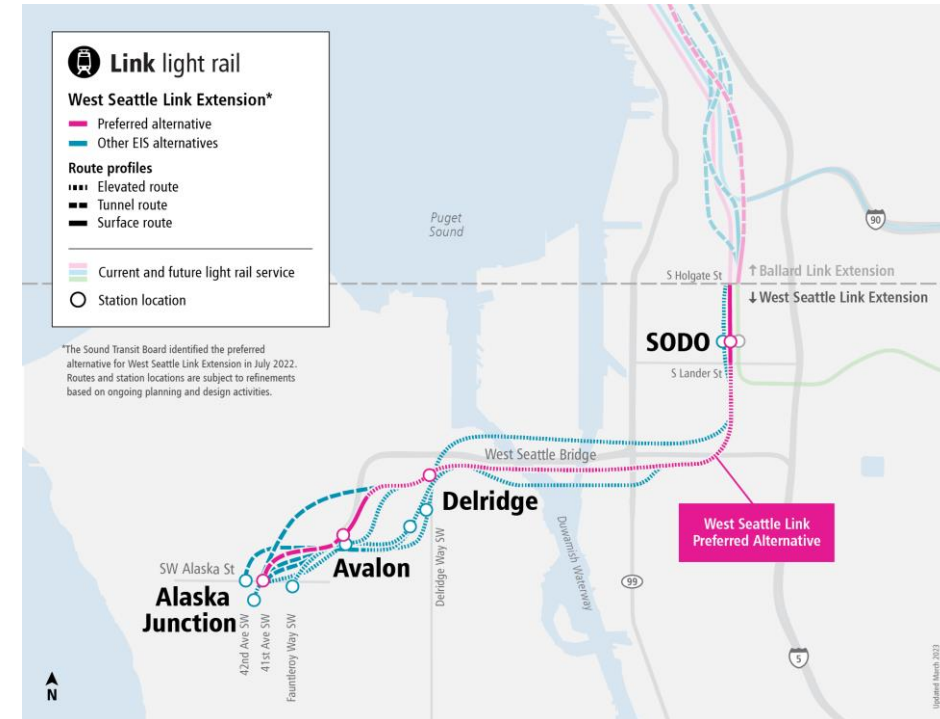 Link light rail
West Seattle Link Extension*
Preferred alternative
Other EIS alternatives
Route profiles
Elevated route
Tunnel route
Surface route
Current and future light rail service
Station location
*The Sound Transit Board identified the preferred
alternative for West Seattle Link Extension in July 2022.
Routes and station locations are subject to refinements
based on ongoing planning and design activities.
Puget
Sound
90
S Holgate St
↑Ballard Link Extension
↓West Seattle Link Extension
SODO
S Lander St
West Seattle Bridge
Delridge
West Seattle Link
Preferred Alternative
Avalon
SW Alaska St
Alaska
Junction
42nd Ave SW
41st Ave SW
Fauntleroy Way SW
Delridge Way SW
Duwamish Waterway
99
5
N
Updated March 2023